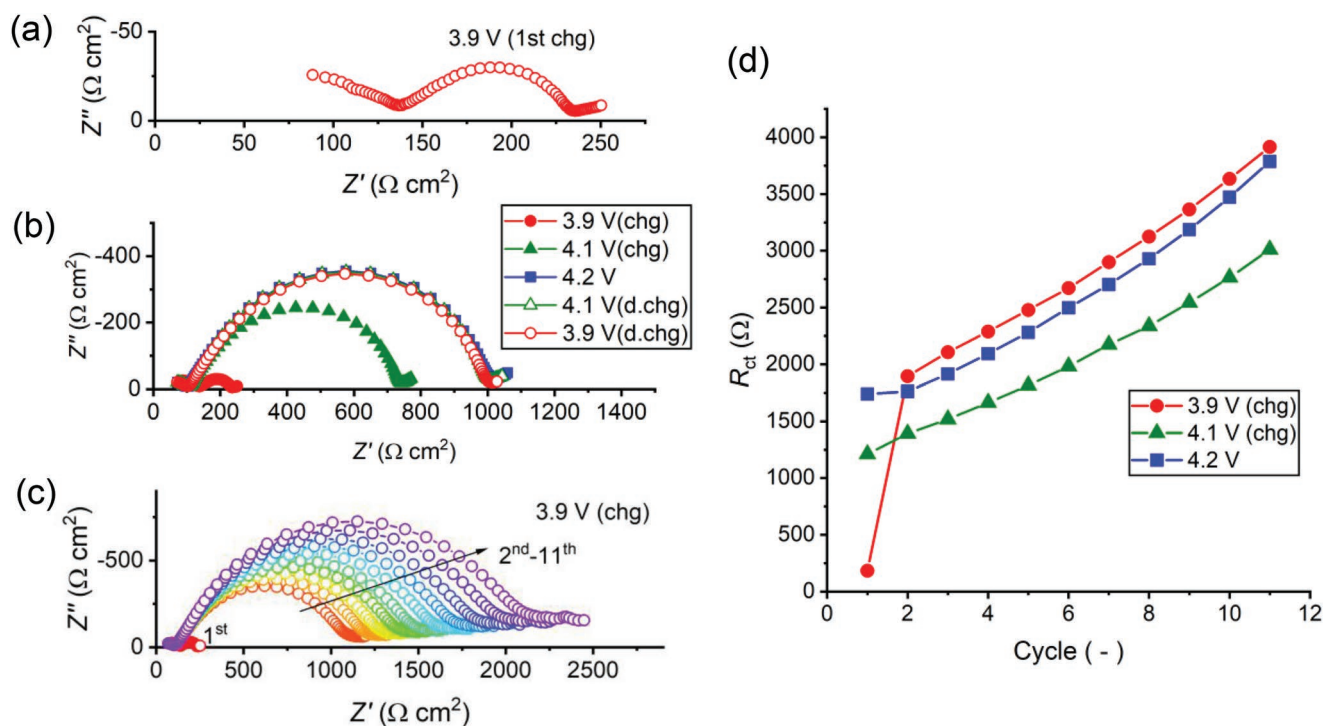 (a)
-50
Z″ (Ω cm²)
0
3.9 V (1st chg)
0 50 100 150 200 250
Z′ (Ω cm²)
(b)
-400
-200
0
Z″ (Ω cm²)
3.9 V(chg)
4.1 V(chg)
4.2 V
4.1 V(d.chg)
3.9 V(d.chg)
0 200 400 600 800 1000 1200 1400
Z′ (Ω cm²)
(c)
-500
0
Z″ (Ω cm²)
3.9 V (chg)
2nd-11th
1st
0 500 1000 1500 2000 2500
Z′ (Ω cm²)
(d)
4000
3500
3000
2500
2000
1500
1000
500
0
Rct (Ω)
3.9 V (chg)
4.1 V (chg)
4.2 V
0 2 4 6 8 10 12
Cycle ( - )